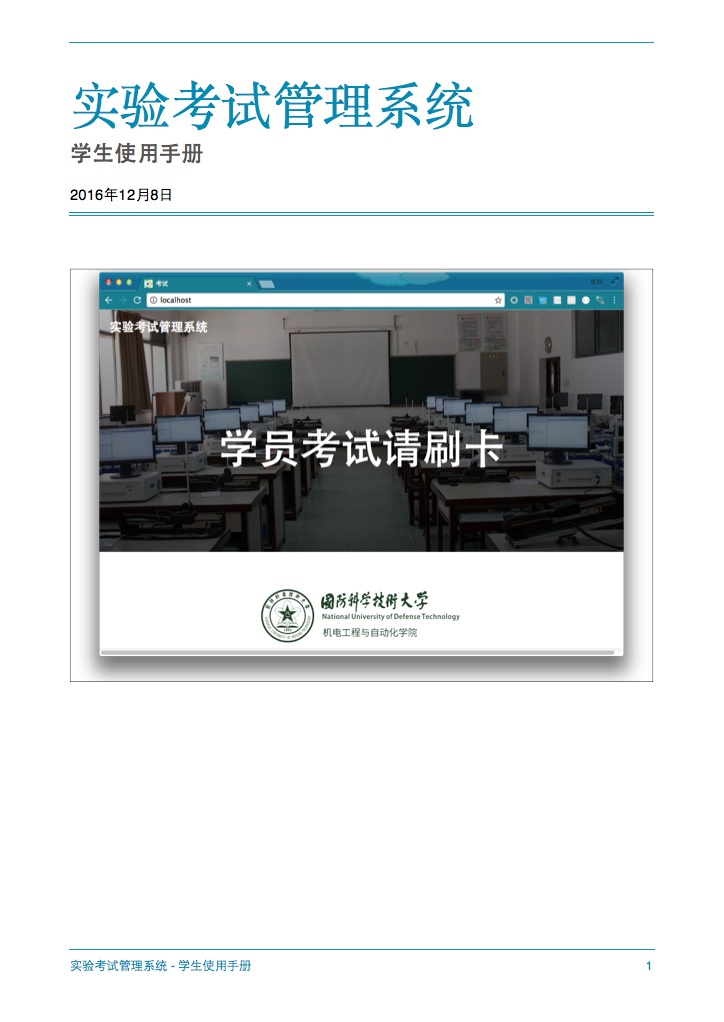 实验考试管理系统
学生使用手册
2016年12月8日
考试
localhost
实验考试管理系统
学员考试请刷卡
国防科学技术大学
National University of Defense Technology
机电工程与自动化学院
实验考试管理系统 - 学生使用手册
1